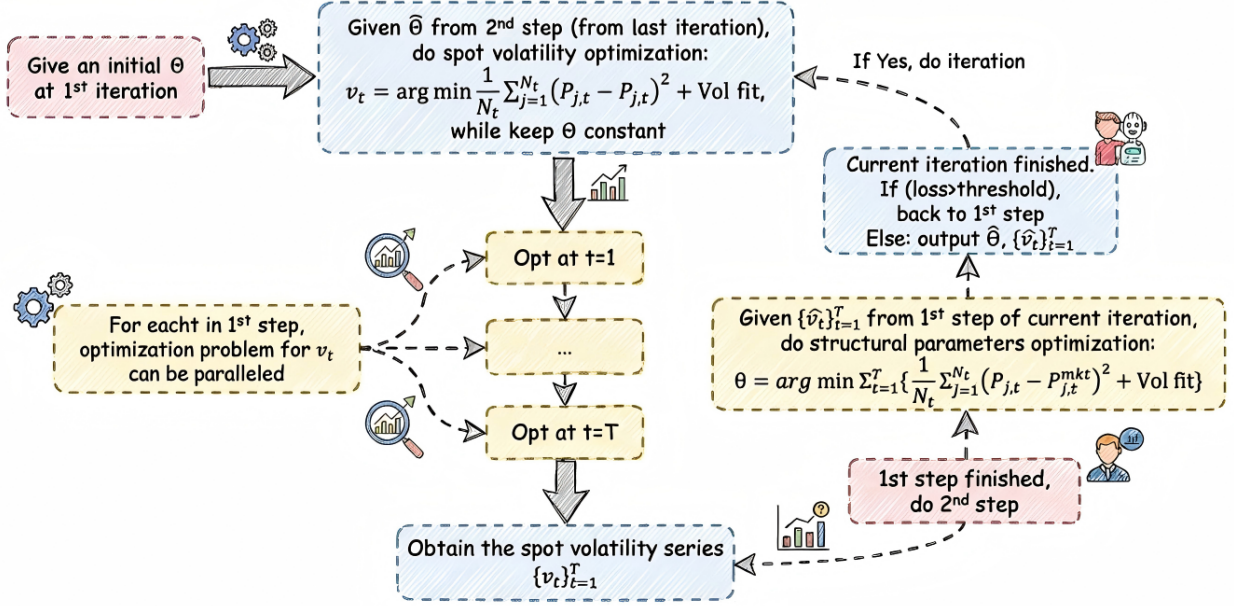 Give an initial Θ
at 1ˢᵗ iteration
Given Θ̂ from 2ⁿᵈ step (from last iteration),
do spot volatility optimization:
v_t = arg min 1/N_t Σ_{j=1}^{N_t} (P_{j,t} − P_{j,t})² + Vol fit,
while keep Θ constant
If Yes, do iteration
Current iteration finished.
If (loss>threshold),
back to 1ˢᵗ step
Else: output Θ̂, {v̂_t}_{t=1}^T
Opt at t=1
...
Opt at t=T
For eacht in 1ˢᵗ step,
optimization problem for v_t
can be paralleled
Given {v̂_t}_{t=1}^T from 1ˢᵗ step of current iteration,
do structural parameters optimization:
θ = arg min Σ_{t=1}^T {1/N_t Σ_{j=1}^{N_t} (P_{j,t} − P_{j,t}^{mkt})² + Vol fit}
1st step finished,
do 2ⁿᵈ step
?
Obtain the spot volatility series
{v_t}_{t=1}^T